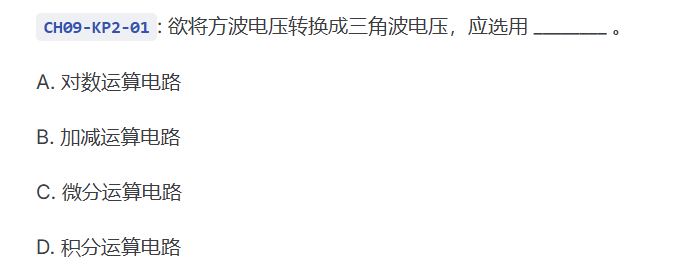 CH09-KP2-01: 欲将方波电压转换成三角波电压，应选用 ________ 。
A. 对数运算电路
B. 加减运算电路
C. 微分运算电路
D. 积分运算电路